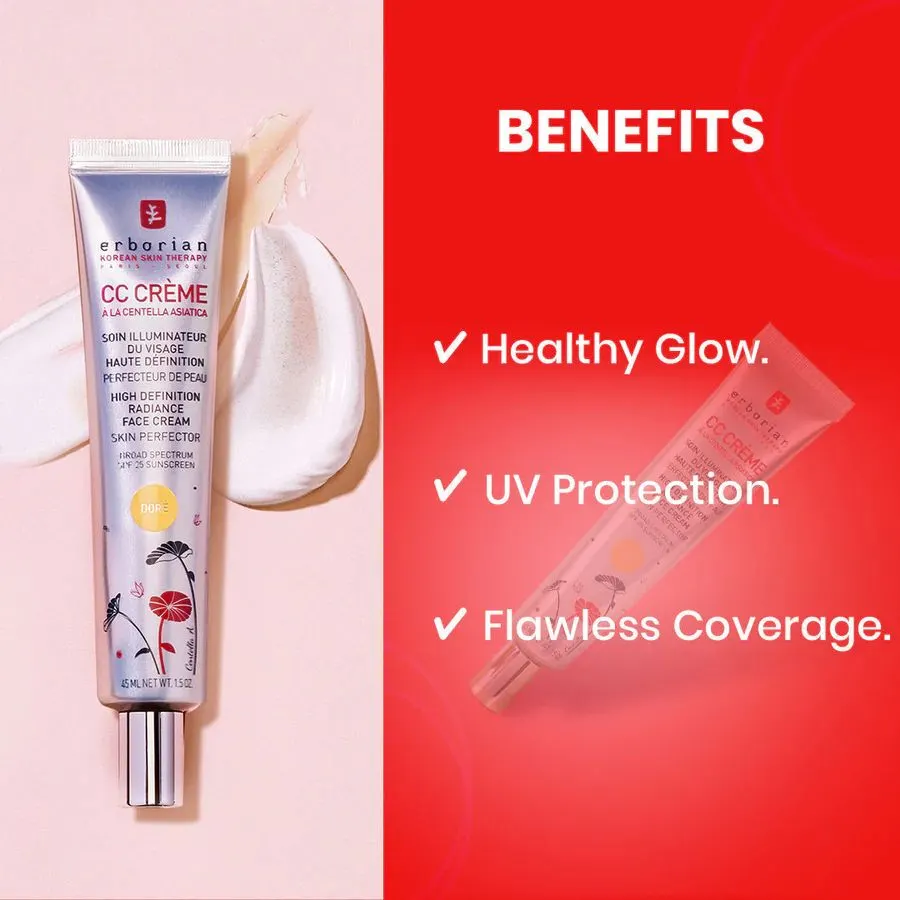 erborian
KOREAN SKIN THERAPY
PARIS - SEOUL
CC CRÈME
À LA CENTELLA ASIATICA
SOIN ILLUMINATEUR
DU VISAGE
HAUTE DÉFINITION
PERFECTEUR DE PEAU
HIGH DEFINITION
RADIANCE
FACE CREAM
SKIN PERFECTOR
BROAD SPECTRUM
SPF 25 SUNSCREEN
DORÉ
Centella A
45 ML NET WT. 1.5 OZ.
BENEFITS
✓ Healthy Glow.
✓ UV Protection.
✓ Flawless Coverage.
erborian
CC CRÈME